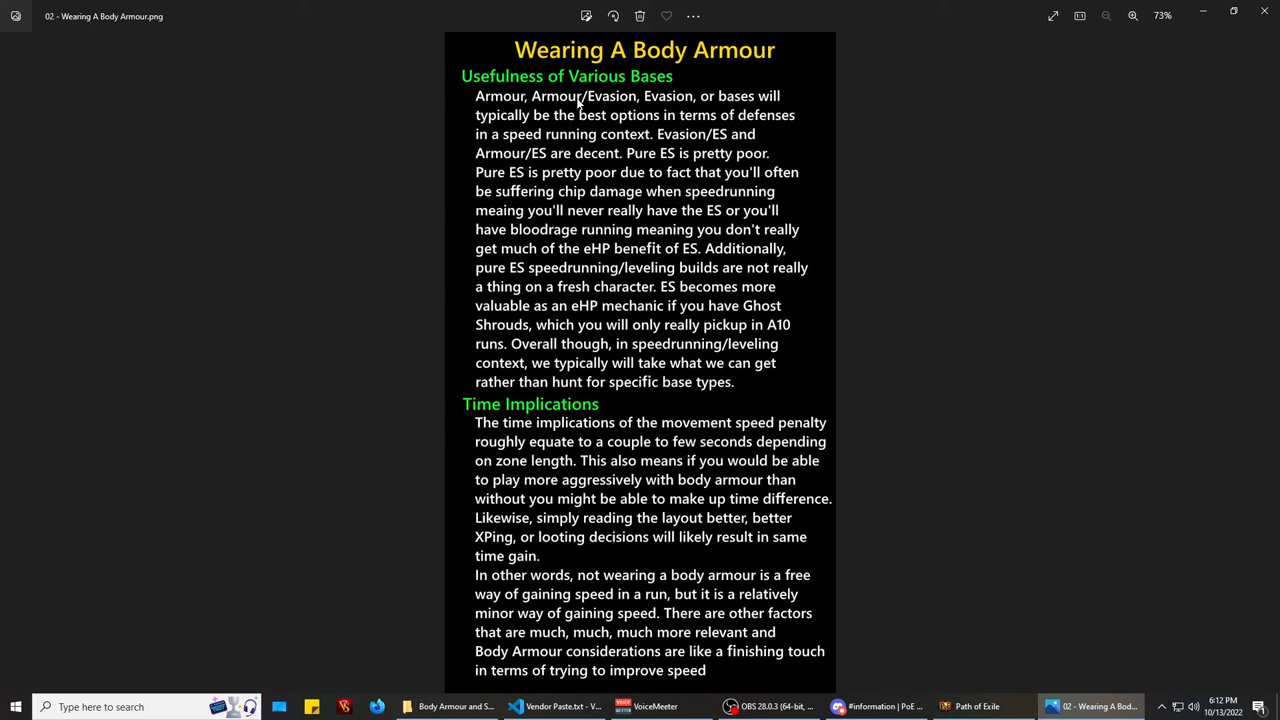 02 - Wearing A Body Armour.png
73%
Wearing A Body Armour
Usefulness of Various Bases
Armour, Armour/Evasion, Evasion, or bases will
typically be the best options in terms of defenses
in a speed running context. Evasion/ES and
Armour/ES are decent. Pure ES is pretty poor.
Pure ES is pretty poor due to fact that you'll often
be suffering chip damage when speedrunning
meaing you'll never really have the ES or you'll
have bloodrage running meaning you don't really
get much of the eHP benefit of ES. Additionally,
pure ES speedrunning/leveling builds are not really
a thing on a fresh character. ES becomes more
valuable as an eHP mechanic if you have Ghost
Shrouds, which you will only really pickup in A10
runs. Overall though, in speedrunning/leveling
context, we typically will take what we can get
rather than hunt for specific base types.
Time Implications
The time implications of the movement speed penalty
roughly equate to a couple to few seconds depending
on zone length. This also means if you would be able
to play more aggressively with body armour than
without you might be able to make up time difference.
Likewise, simply reading the layout better, better
XPing, or looting decisions will likely result in same
time gain.
In other words, not wearing a body armour is a free
way of gaining speed in a run, but it is a relatively
minor way of gaining speed. There are other factors
that are much, much, much more relevant and
Body Armour considerations are like a finishing touch
in terms of trying to improve speed
Type here to search
Body Armour and S...
Vendor Paste.txt - V...
VoiceMeeter
OBS 28.0.3 (64-bit, ...
#information | PoE ...
Path of Exile
02 - Wearing A Bod...
6:12 PM
10/13/2022